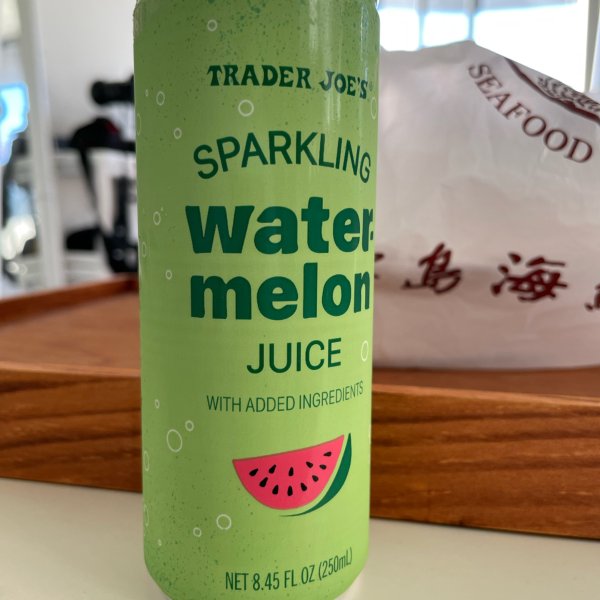 TRADER JOE'S
SPARKLING
water-
melon
JUICE
WITH ADDED INGREDIENTS
NET 8.45 FL OZ (250mL)
SEAFOOD
島海